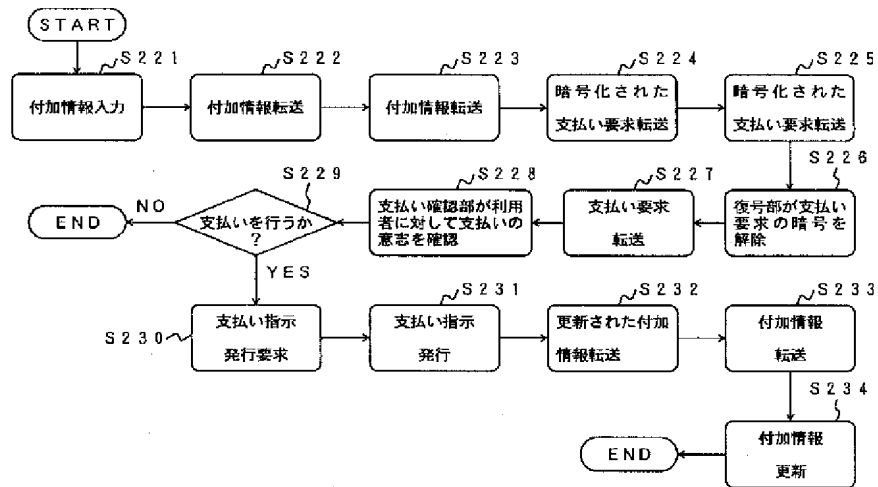 START
S221
付加情報入力
S222
付加情報転送
S223
付加情報転送
S224
暗号化された
支払い要求転送
S225
暗号化された
支払い要求転送
S226
復号部が支払い
要求の暗号を
解除
S227
支払い要求
転送
S228
支払い確認部が利用
者に対して支払いの
意志を確認
S229
支払いを行うか
?
NO
END
YES
S230
支払い指示
発行要求
S231
支払い指示
発行
S232
更新された付加
情報転送
S233
付加情報
転送
S234
付加情報
更新
END